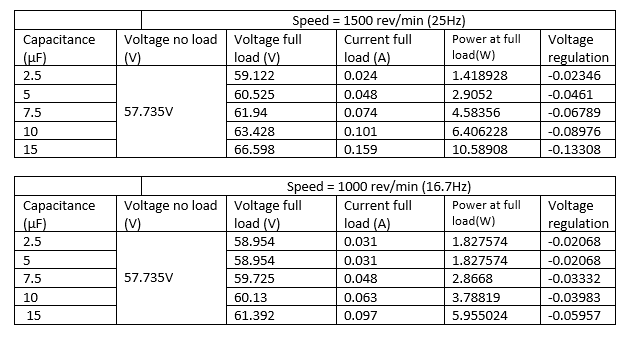 Speed = 1500 rev/min (25Hz)
Capacitance (µF) Voltage no load (V) Voltage full load (V) Current full load (A) Power at full load(W) Voltage regulation
2.5 57.735V 59.122 0.024 1.418928 -0.02346
5 60.525 0.048 2.9052 -0.0461
7.5 61.94 0.074 4.58356 -0.06789
10 63.428 0.101 6.406228 -0.08976
15 66.598 0.159 10.58908 -0.13308
Speed = 1000 rev/min (16.7Hz)
Capacitance (µF) Voltage no load (V) Voltage full load (V) Current full load (A) Power at full load(W) Voltage regulation
2.5 57.735V 58.954 0.031 1.827574 -0.02068
5 58.954 0.031 1.827574 -0.02068
7.5 59.725 0.048 2.8668 -0.03332
10 60.13 0.063 3.78819 -0.03983
15 61.392 0.097 5.955024 -0.05957